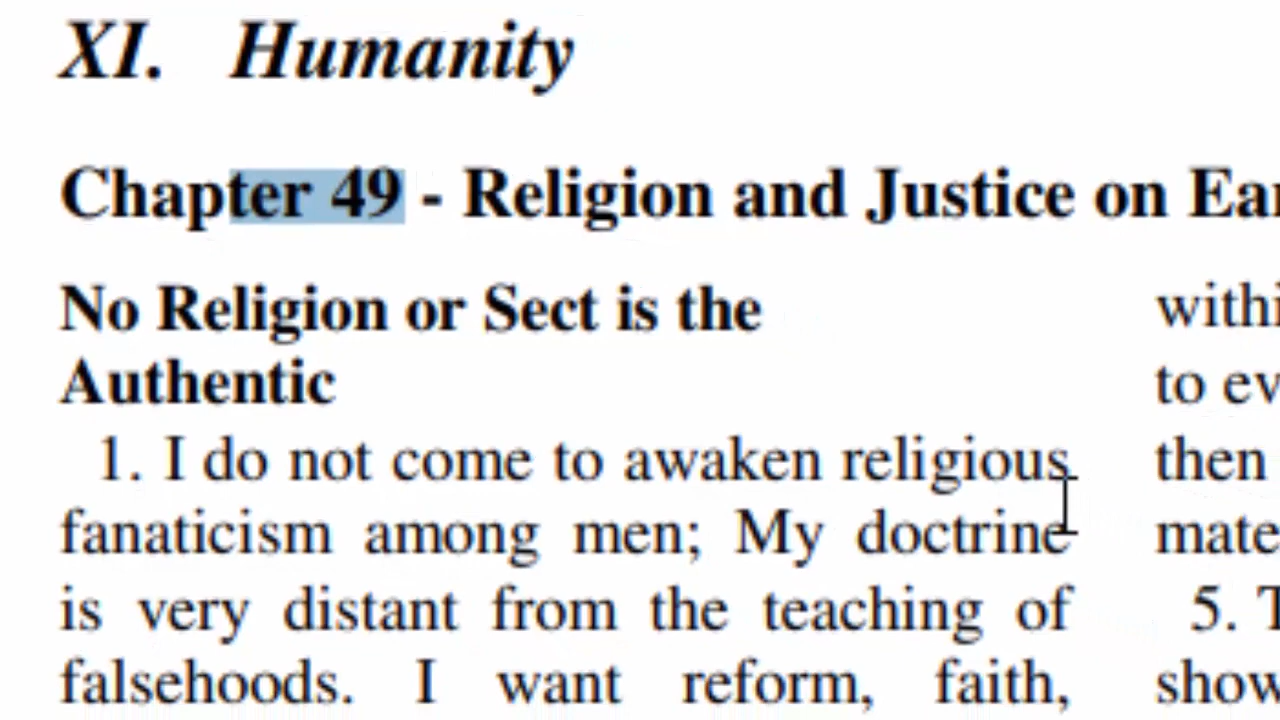 XI. Humanity
Chapter 49 - Religion and Justice on Ear
No Religion or Sect is the
Authentic
1. I do not come to awaken religious
fanaticism among men; My doctrine
is very distant from the teaching of
falsehoods. I want reform, faith,
withi
to ev
then
mate
5. T
show